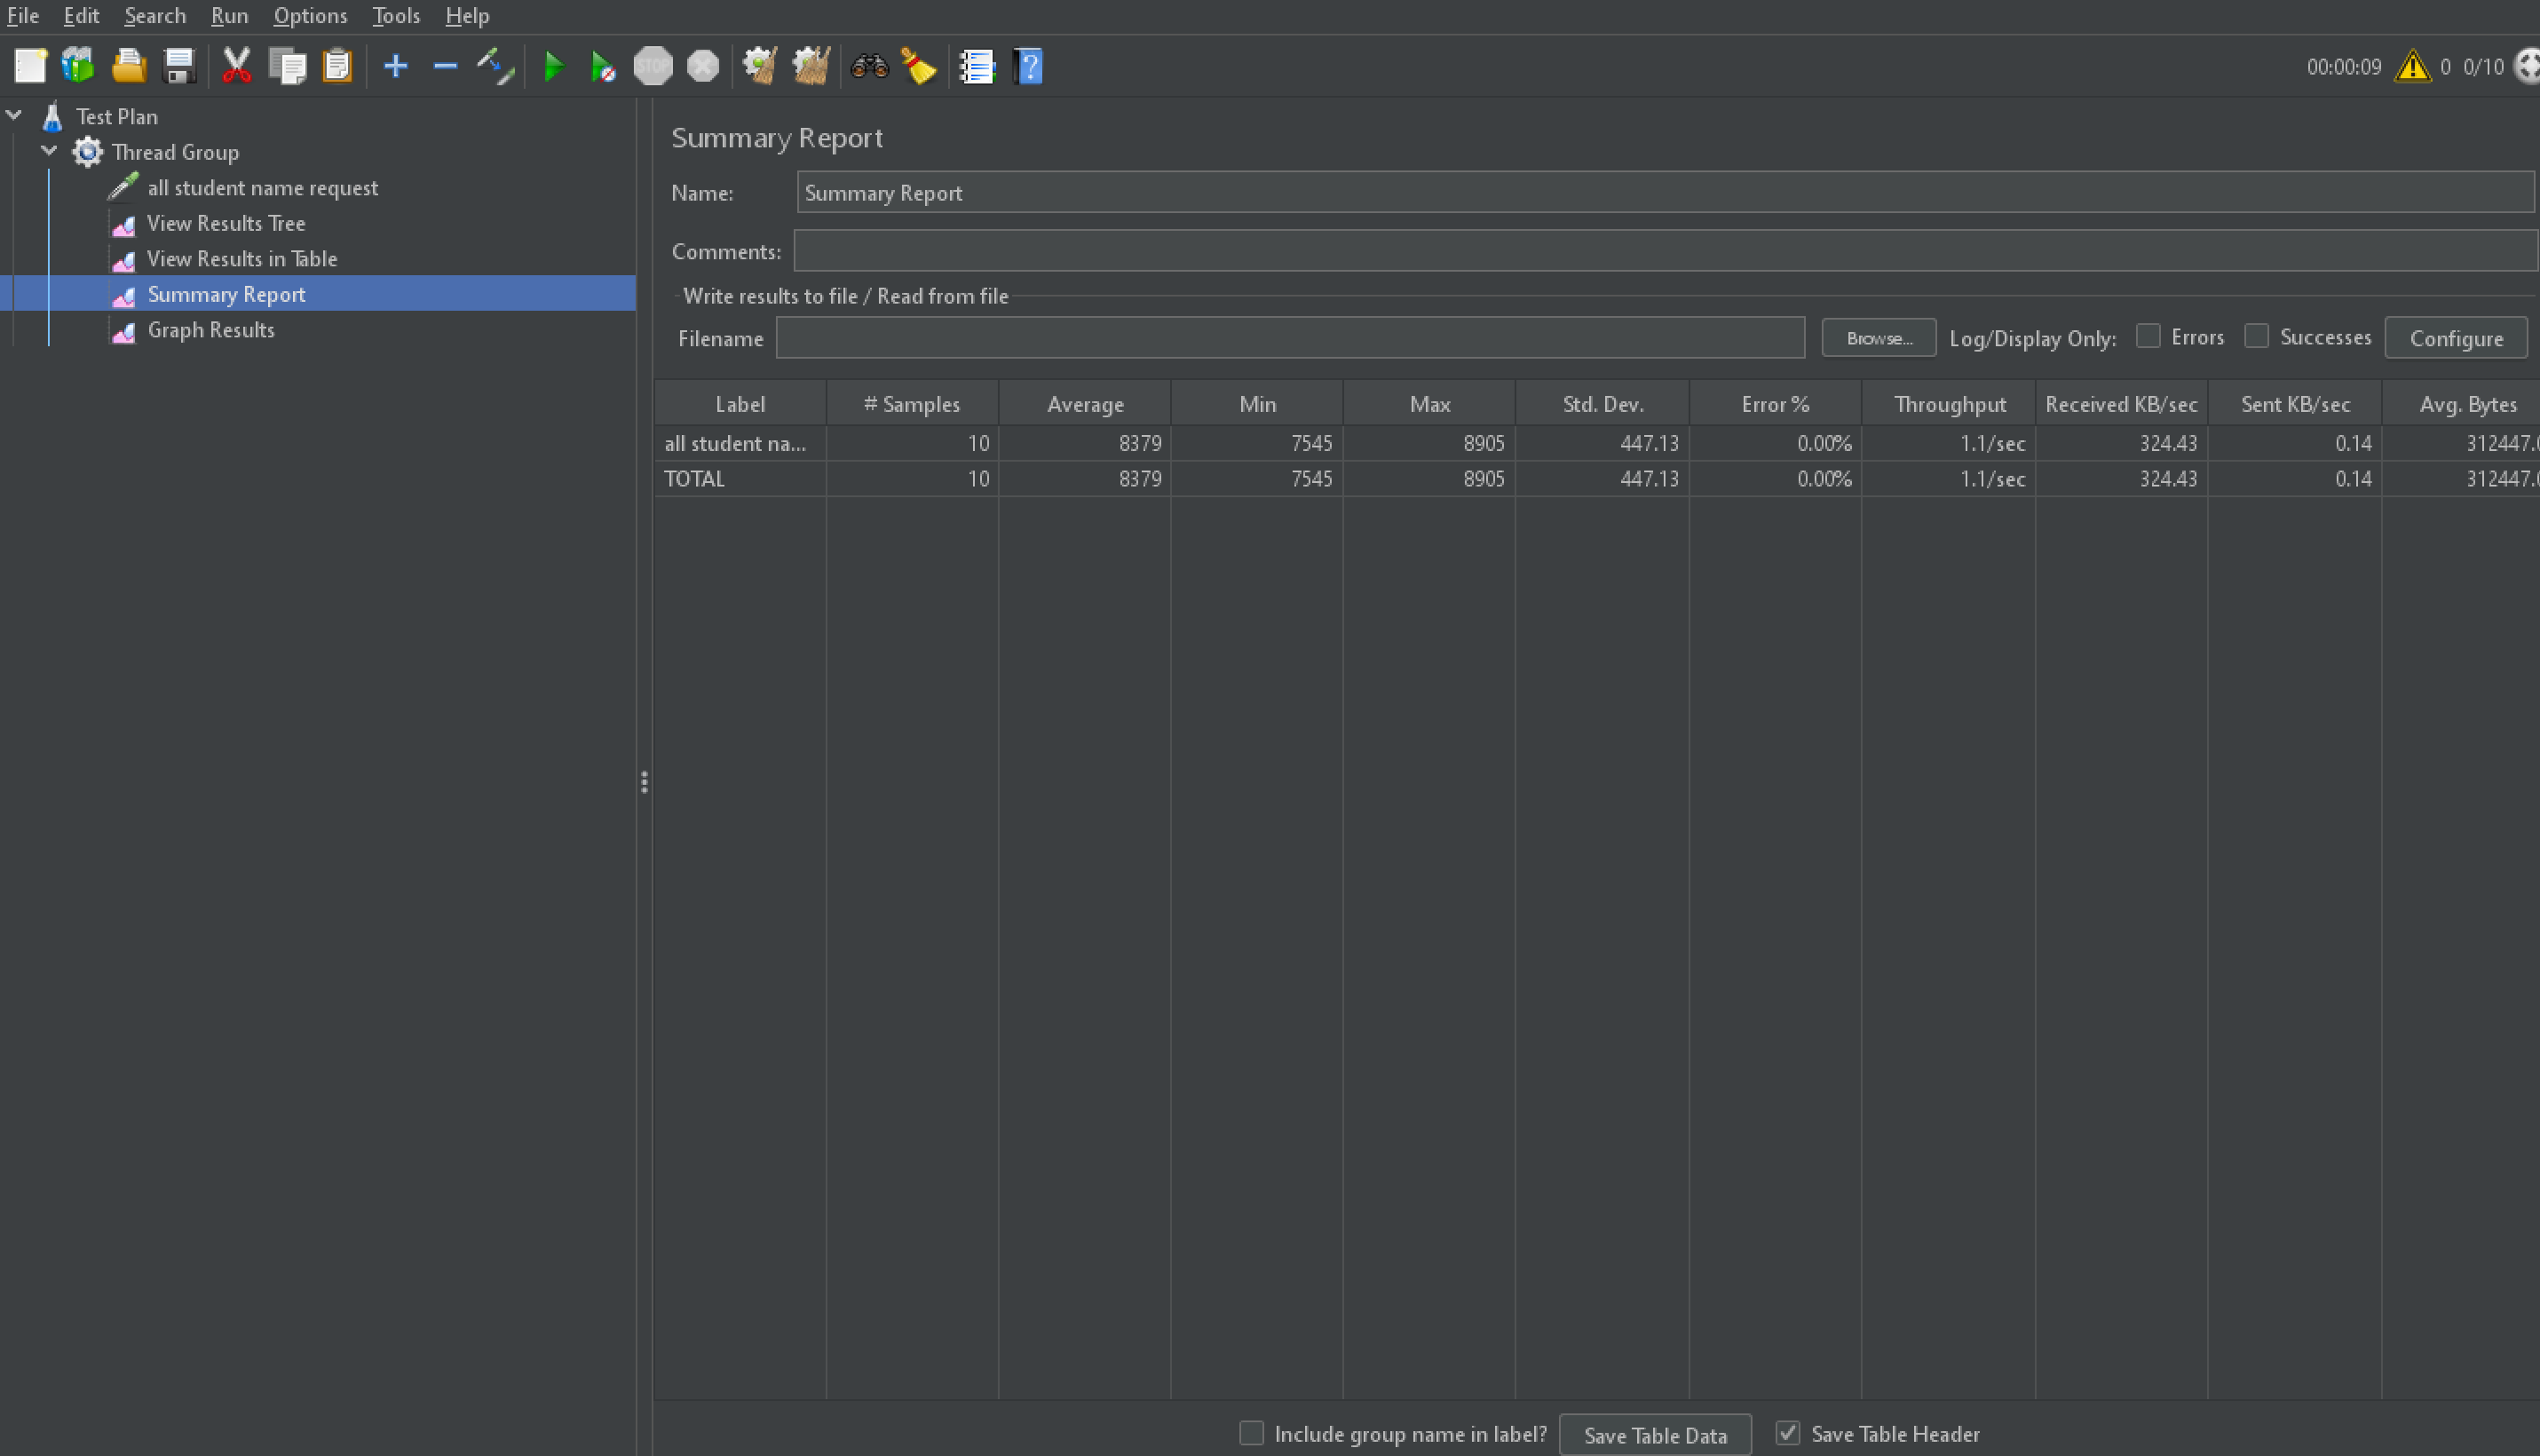 File Edit Search Run Options Tools Help
STOP
00:00:09 0 0/10
Test Plan
Thread Group
all student name request
View Results Tree
View Results in Table
Summary Report
Graph Results
Summary Report
Name: Summary Report
Comments:
Write results to file / Read from file
Filename Browse... Log/Display Only: Errors Successes Configure
Label # Samples Average Min Max Std. Dev. Error % Throughput Received KB/sec Sent KB/sec Avg. Bytes
all student na... 10 8379 7545 8905 447.13 0.00% 1.1/sec 324.43 0.14 312447.0
TOTAL 10 8379 7545 8905 447.13 0.00% 1.1/sec 324.43 0.14 312447.0
Include group name in label? Save Table Data Save Table Header